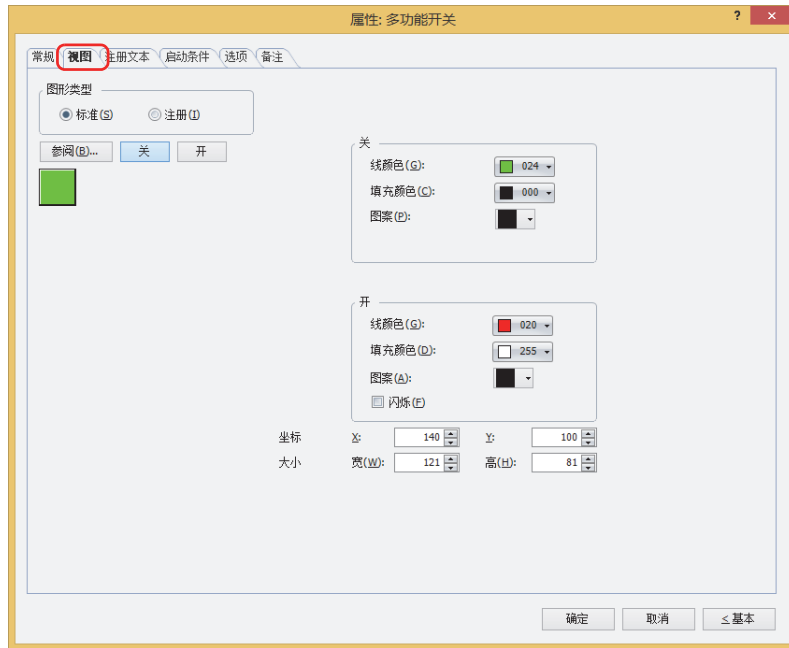 属性: 多功能开关
? ×
常规 视图 注册文本 启动条件 选项 备注
图形类型
标准(S) 注册(I)
参阅(B)... 关 开
关
线颜色(G): 024
填充颜色(C): 000
图案(P):
开
线颜色(G): 020
填充颜色(D): 255
图案(A):
闪烁(F)
坐标 X: 140 Y: 100
大小 宽(W): 121 高(H): 81
确定 取消 ≤基本